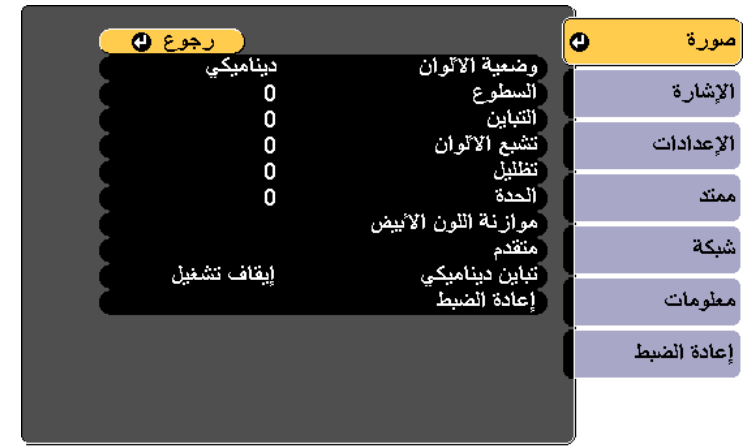 صورة
الإشارة
الإعدادات
ممتد
شبكة
معلومات
إعادة الضبط
رجوع
وضعية الألوان ديناميكي
السطوع 0
التباين 0
تشبع الألوان 0
تظليل 0
الحدة 0
موازنة اللون الأبيض
متقدم
تباين ديناميكي إيقاف تشغيل
إعادة الضبط